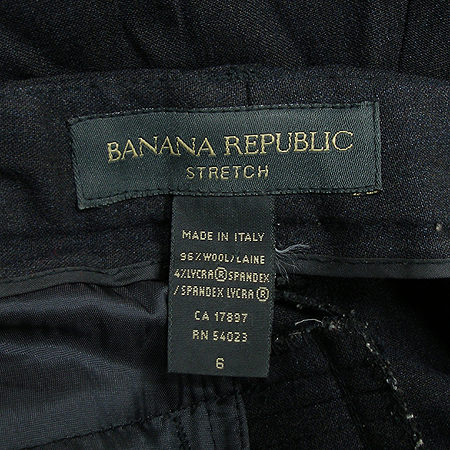 BANANA REPUBLIC
STRETCH
MADE IN ITALY
96% WOOL/LAINE
4% LYCRA® SPANDEX
/SPANDEX LYCRA®
CA 17897
RN 54023
6